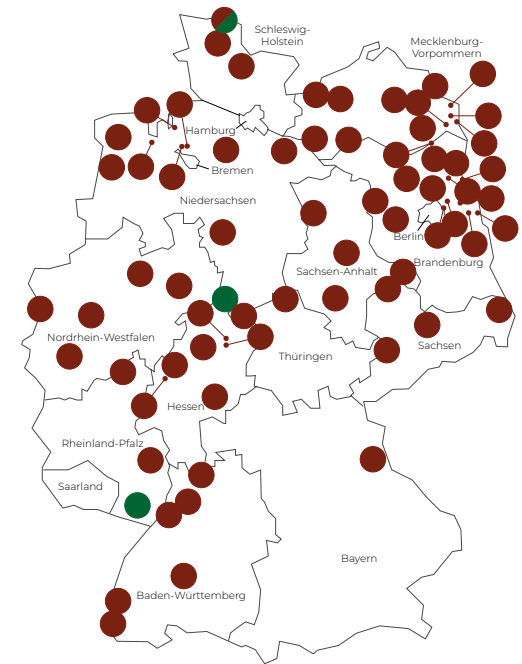 Schleswig-
Holstein
Mecklenburg-
Vorpommern
Hamburg
Bremen
Niedersachsen
Berlin
Brandenburg
Sachsen-Anhalt
Nordrhein-Westfalen
Sachsen
Thüringen
Hessen
Rheinland-Pfalz
Saarland
Bayern
Baden-Württemberg